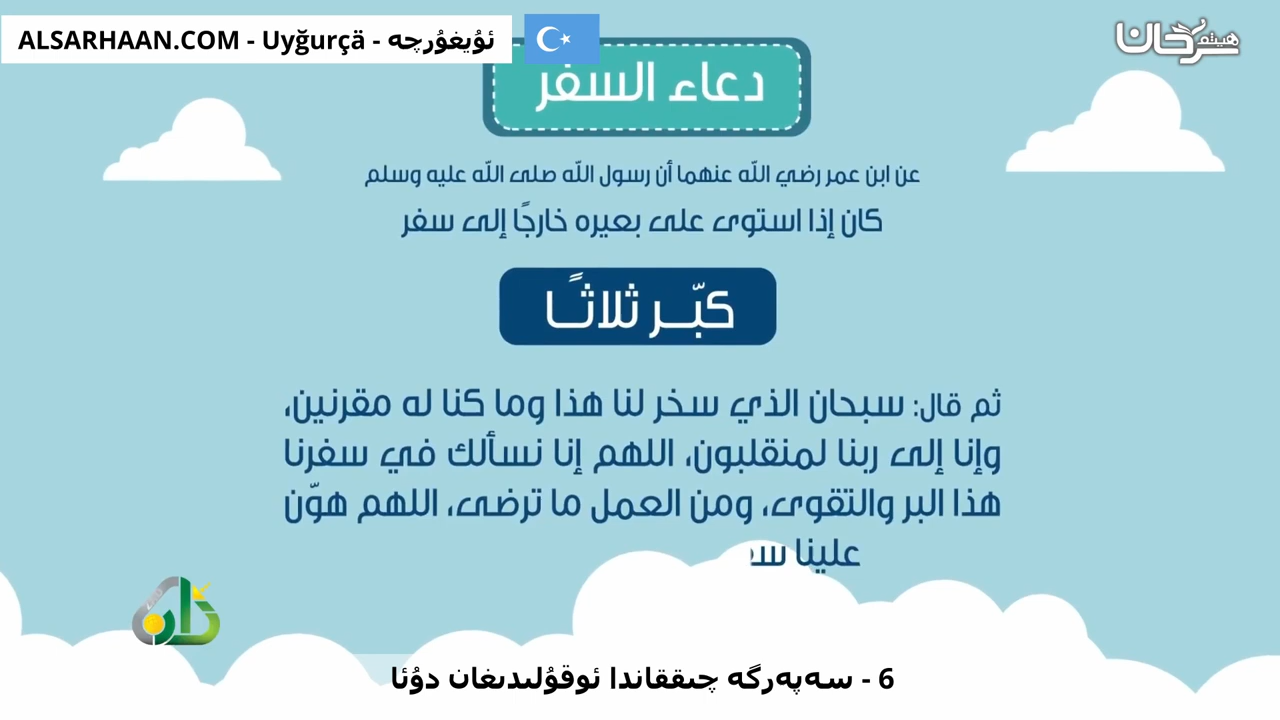 ALSARHAAN.COM - Uyğurçä - ئۇيغۇرچە
هيثم سرحان
دعاء السفر
عن ابن عمر رضي الله عنهما أن رسول الله صلى الله عليه وسلم
كان إذا استوى على بعيره خارجًا إلى سفر
كبّر ثلاثًا
ثم قال: سبحان الذي سخر لنا هذا وما كنا له مقرنين،
وإنا إلى ربنا لمنقلبون، اللهم إنا نسألك في سفرنا
هذا البر والتقوى، ومن العمل ما ترضى، اللهم هوّن
علينا
6 - سەپەرگە چىققاندا ئوقۇلىدىغان دۇئا